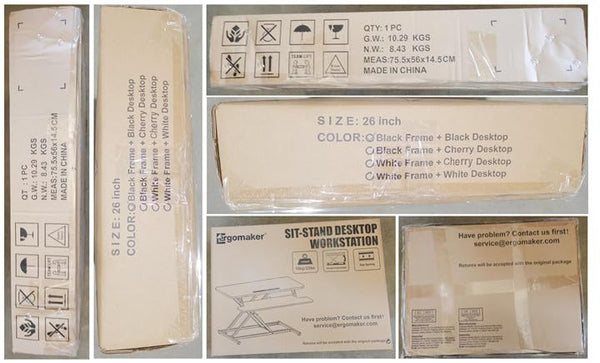 QT : 1 PC
G.W.: 10.29 KGS
N.W.: 8.43 KGS
MEAS:75.5x56x14.5CM
MADE IN CHINA
SIZE: 26 inch
COLOR: Black Frame + Black Desktop
Black Frame + Cherry Desktop
White Frame + Cherry Desktop
White Frame + White Desktop
QTY: 1 PC
G.W.: 10.29 KGS
N.W.: 8.43 KGS
MEAS:75.5x56x14.5CM
MADE IN CHINA
SIZE: 26 inch
COLOR: Black Frame + Black Desktop
Black Frame + Cherry Desktop
White Frame + Cherry Desktop
White Frame + White Desktop
Ergomaker
SIT-STAND DESKTOP
WORKSTATION
Have problem? Contact us first!
service@ergomaker.com
Have problem? Contact us first!
service@ergomaker.com
Returns will be accepted with the original package